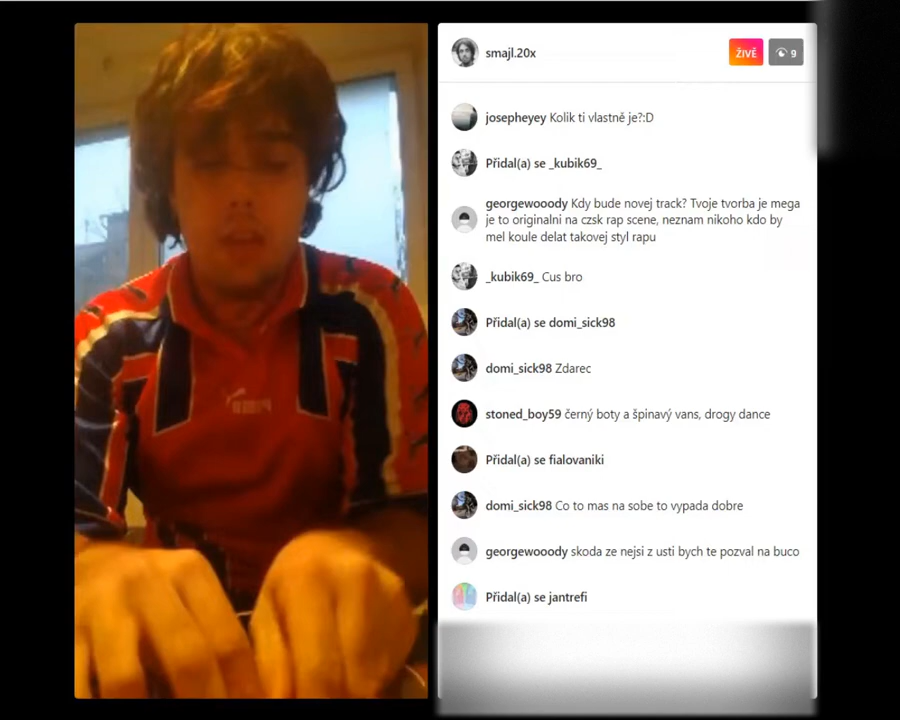 smajl.20x
ŽIVĚ
9
josepheyey Kolik ti vlastně je?:D
Přidal(a) se _kubik69_
georgewooody Kdy bude novej track? Tvoje tvorba je mega
je to originalni na czsk rap scene, neznam nikoho kdo by
mel koule delat takovej styl rapu
_kubik69_ Cus bro
Přidal(a) se domi_sick98
domi_sick98 Zdarec
stoned_boy59 černý boty a špinavý vans, drogy dance
Přidal(a) se fialovaniki
domi_sick98 Co to mas na sobe to vypada dobre
georgewooody skoda ze nejsi z usti bych te pozval na buco
Přidal(a) se jantrefi